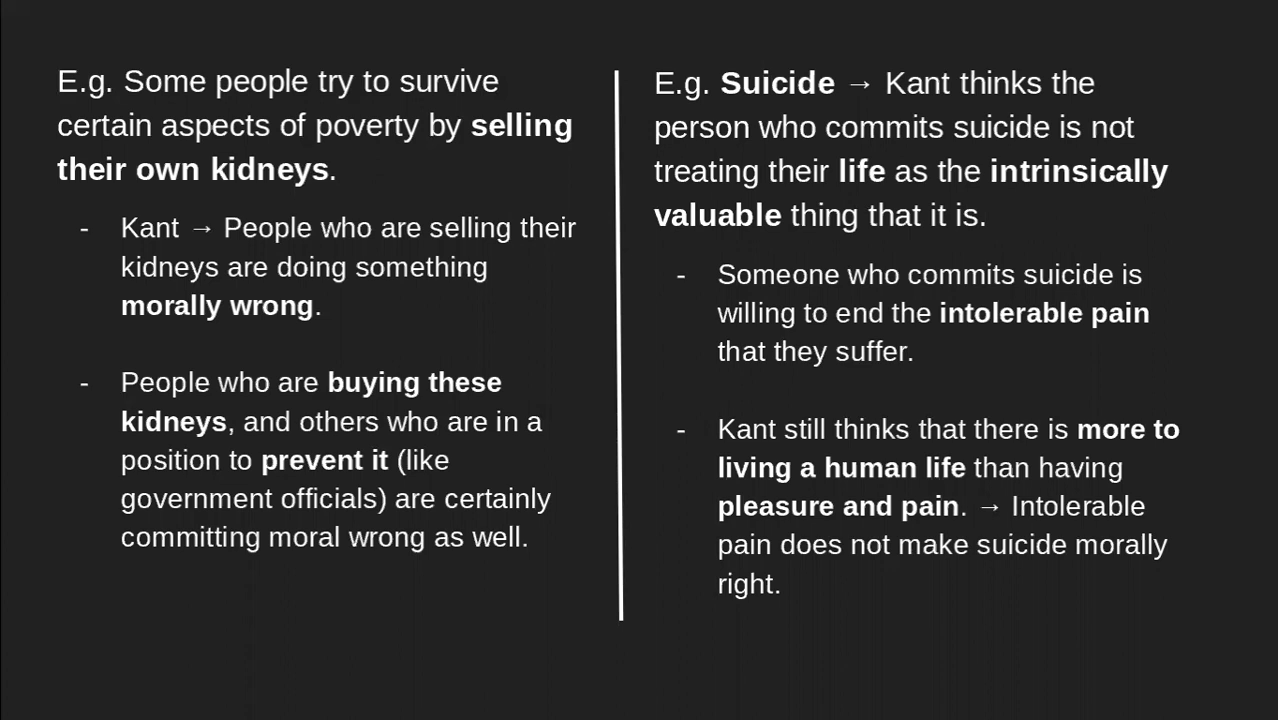 E.g. Some people try to survive
certain aspects of poverty by selling
their own kidneys.
- Kant → People who are selling their
kidneys are doing something
morally wrong.
- People who are buying these
kidneys, and others who are in a
position to prevent it (like
government officials) are certainly
committing moral wrong as well.
E.g. Suicide → Kant thinks the
person who commits suicide is not
treating their life as the intrinsically
valuable thing that it is.
- Someone who commits suicide is
willing to end the intolerable pain
that they suffer.
- Kant still thinks that there is more to
living a human life than having
pleasure and pain. → Intolerable
pain does not make suicide morally
right.